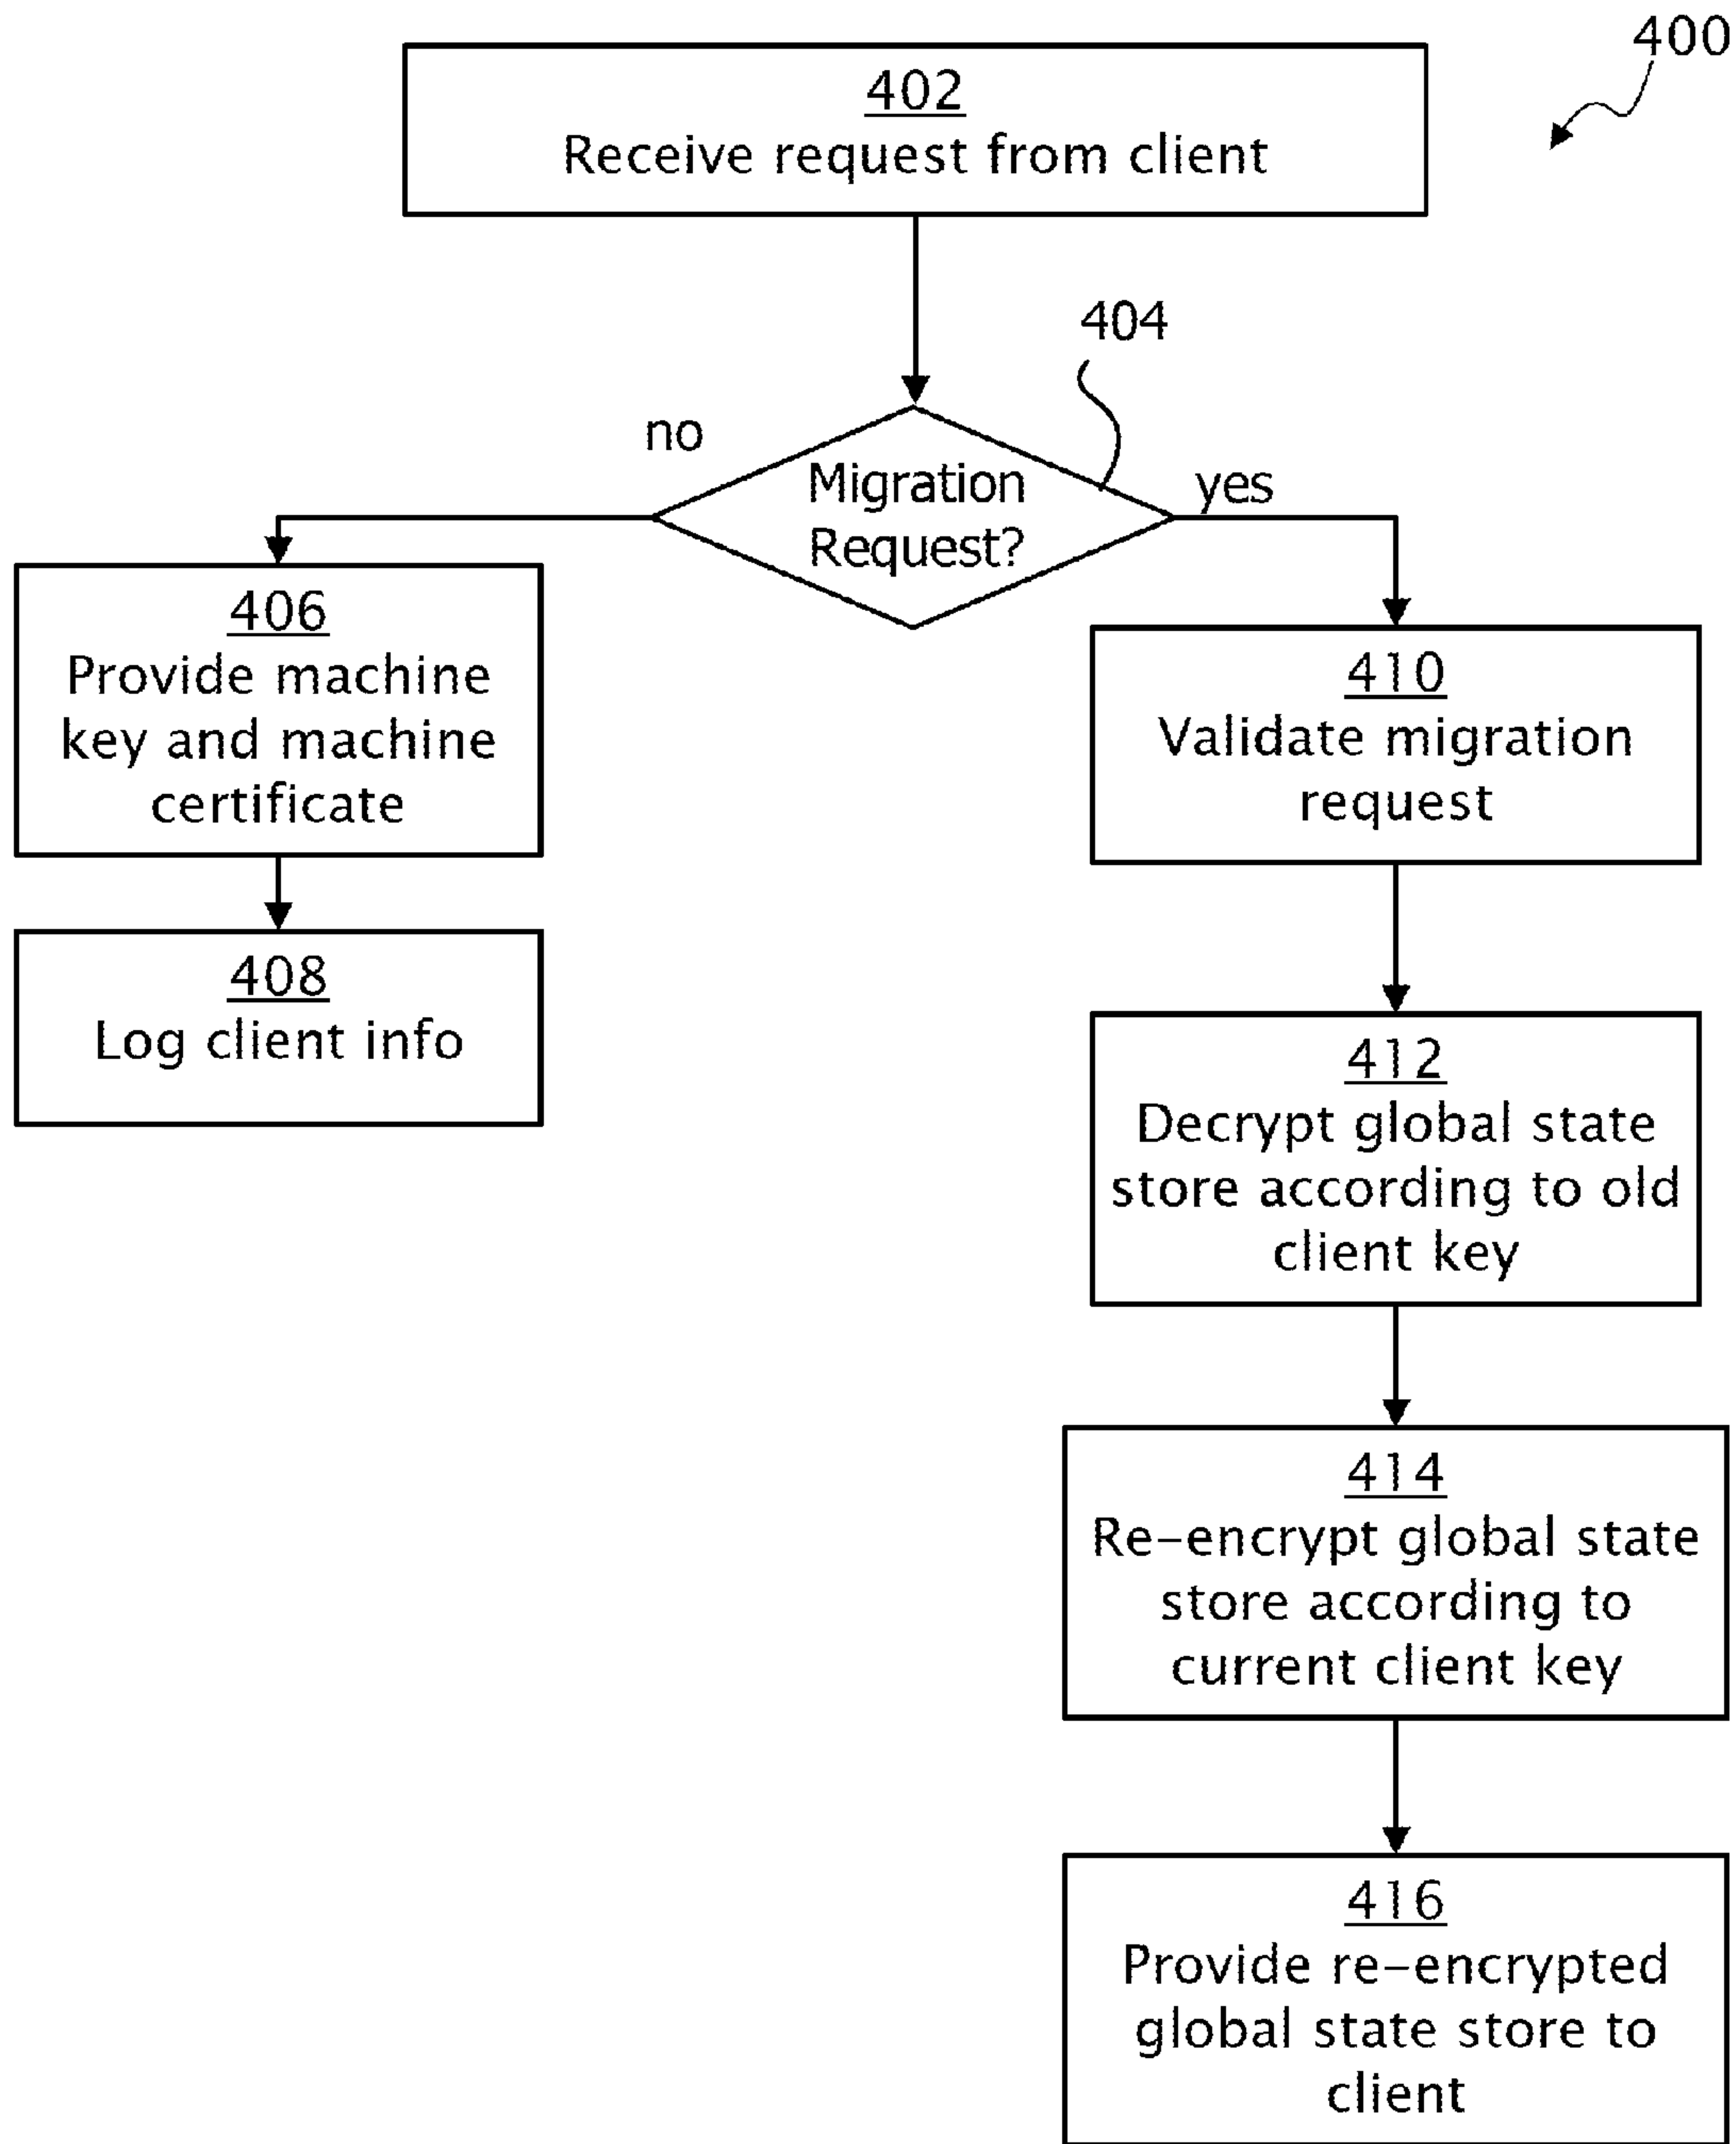 400
402
Receive request from client
404
no
Migration
Request?
yes
406
Provide machine
key and machine
certificate
408
Log client info
410
Validate migration
request
412
Decrypt global state
store according to old
client key
414
Re-encrypt global state
store according to
current client key
416
Provide re-encrypted
global state store to
client